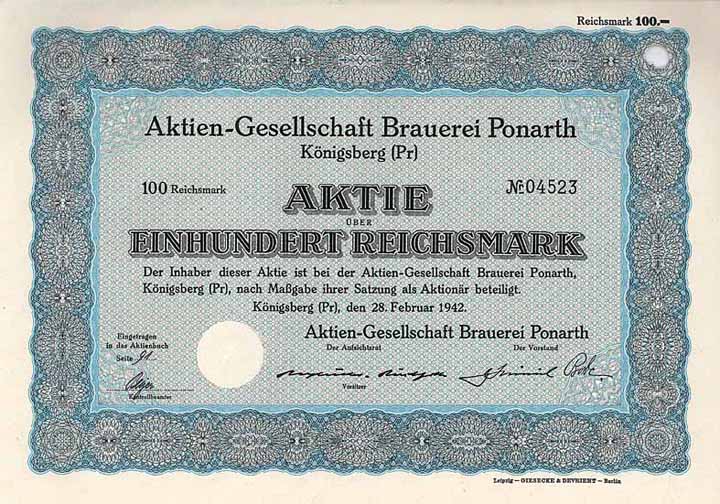 Reichsmark 100.—
Aktien-Gesellschaft Brauerei Ponarth
Königsberg (Pr)
100 Reichsmark
AKTIE
№ 04523
ÜBER
EINHUNDERT REICHSMARK
Der Inhaber dieser Aktie ist bei der Aktien-Gesellschaft Brauerei Ponarth,
Königsberg (Pr), nach Maßgabe ihrer Satzung als Aktionär beteiligt.
Königsberg (Pr), den 28. Februar 1942.
Eingetragen
in das Aktienbuch
Seite 91
Kontrollbeamter
Aktien-Gesellschaft Brauerei Ponarth
Der Aufsichtsrat
Der Vorstand
Vorsitzer
Leipzig — GIESECKE & DEVRIENT — Berlin